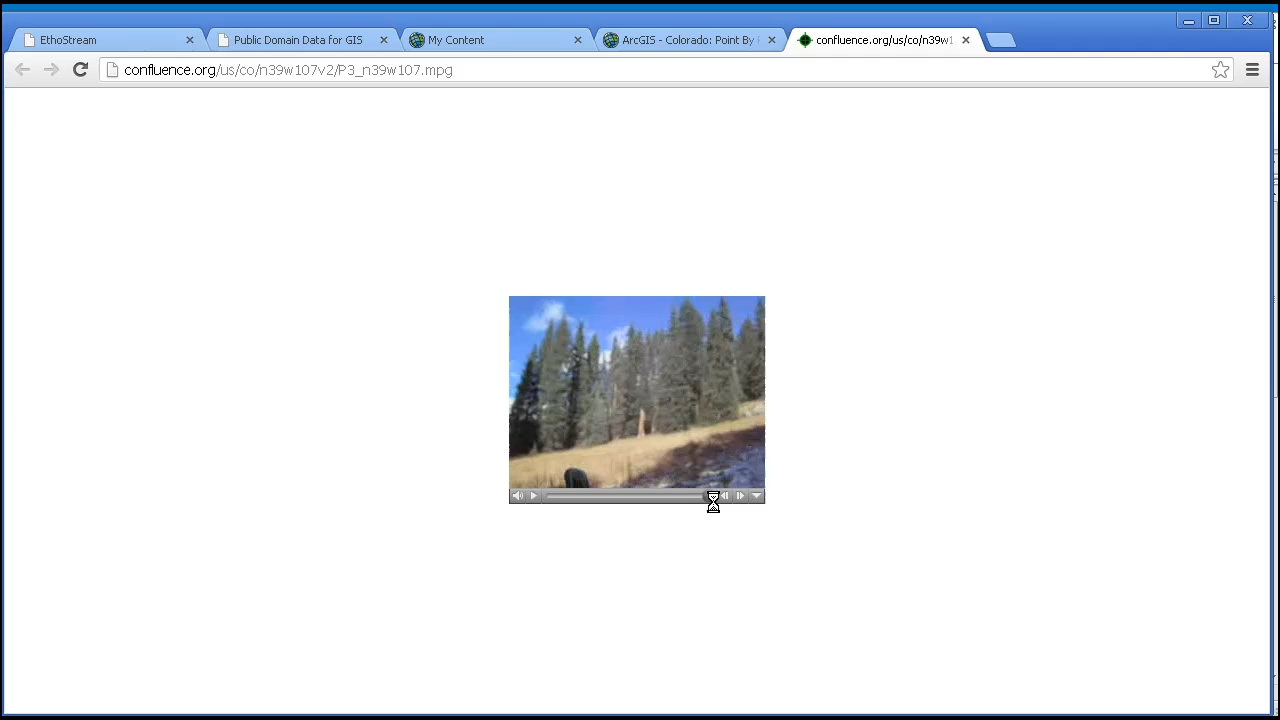 EthoStream
Public Domain Data for GIS
My Content
ArcGIS - Colorado: Point By
confluence.org/us/co/n39w1
confluence.org/us/co/n39w107v2/P3_n39w107.mpg